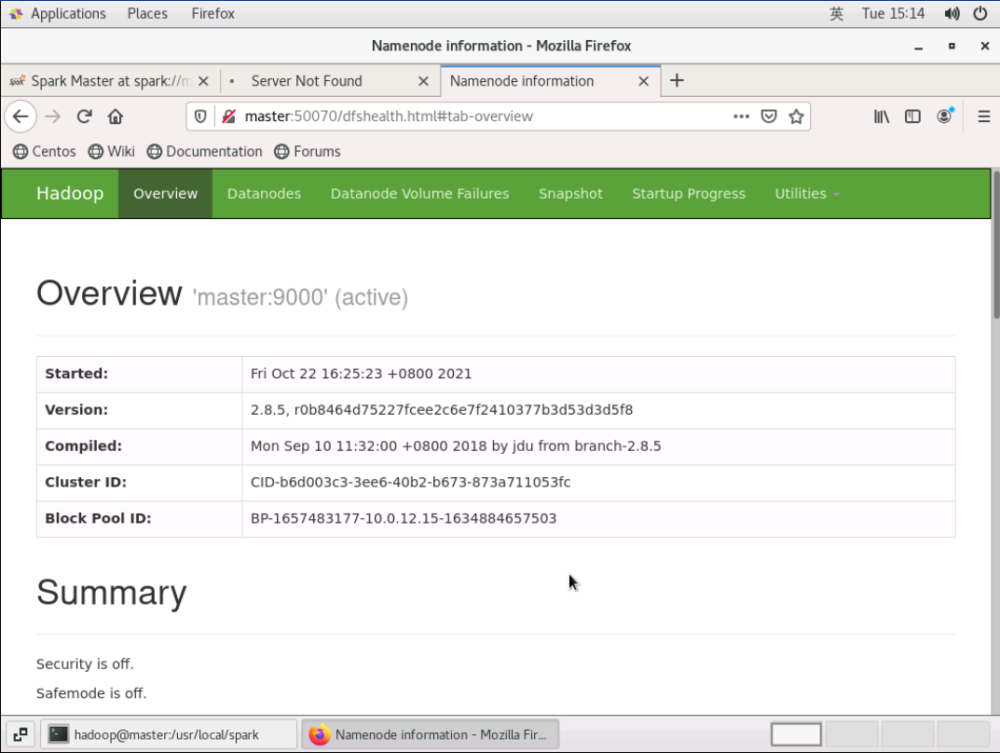 Applications Places Firefox 英 Tue 15:14
Namenode information - Mozilla Firefox
Spark Master at spark://m Server Not Found Namenode information
master:50070/dfshealth.html#tab-overview
Centos Wiki Documentation Forums
Hadoop Overview Datanodes Datanode Volume Failures Snapshot Startup Progress Utilities
Overview 'master:9000' (active)
Started: Fri Oct 22 16:25:23 +0800 2021
Version: 2.8.5, r0b8464d75227fcee2c6e7f2410377b3d53d3d5f8
Compiled: Mon Sep 10 11:32:00 +0800 2018 by jdu from branch-2.8.5
Cluster ID: CID-b6d003c3-3ee6-40b2-b673-873a711053fc
Block Pool ID: BP-1657483177-10.0.12.15-1634884657503
Summary
Security is off.
Safemode is off.
hadoop@master:/usr/local/spark Namenode information - Mozilla Fir...